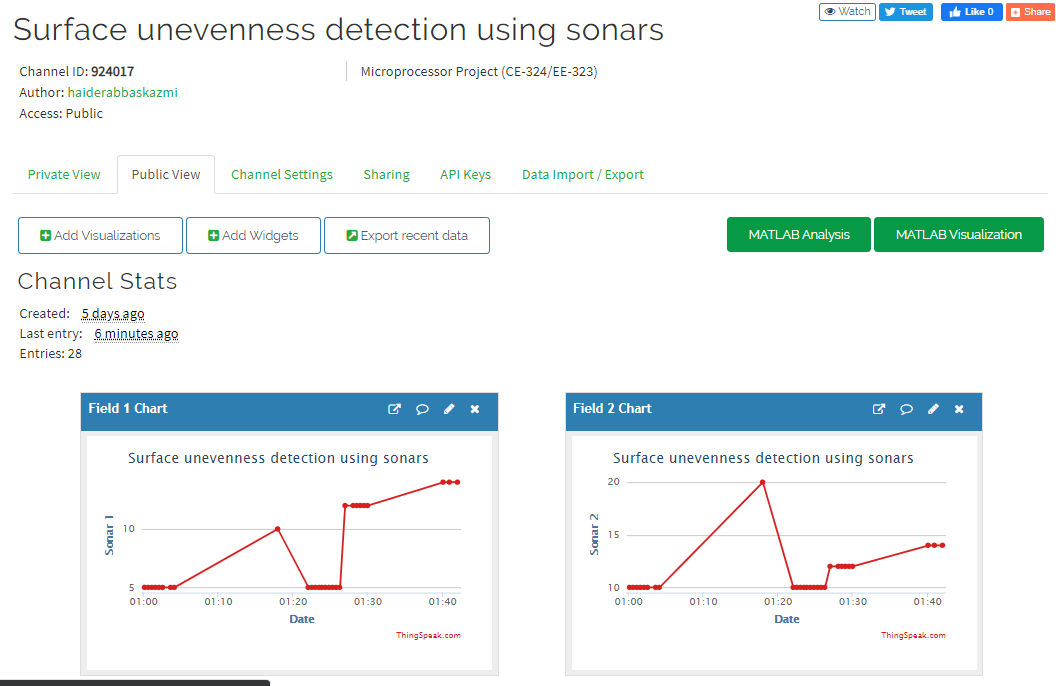 Watch Tweet Like 0 Share
Surface unevenness detection using sonars
Channel ID: 924017
Author: haiderabbaskazmi
Access: Public
Microprocessor Project (CE-324/EE-323)
Private View Public View Channel Settings Sharing API Keys Data Import / Export
Add Visualizations Add Widgets Export recent data MATLAB Analysis MATLAB Visualization
Channel Stats
Created: 5 days ago
Last entry: 6 minutes ago
Entries: 28
Field 1 Chart
Surface unevenness detection using sonars
Sonar 1
10
5
01:00 01:10 01:20 01:30 01:40
Date
ThingSpeak.com
Field 2 Chart
Surface unevenness detection using sonars
Sonar 2
20
15
10
01:00 01:10 01:20 01:30 01:40
Date
ThingSpeak.com